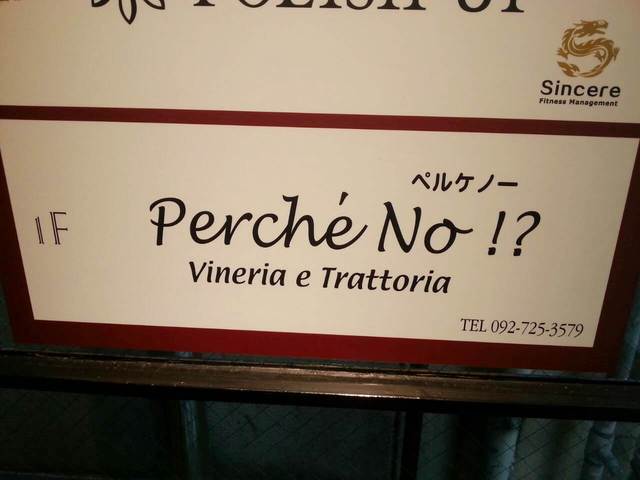 Sincere
Fitness Management
ペルケノー
1F
Perché No !?
Vineria e Trattoria
TEL 092-725-3579